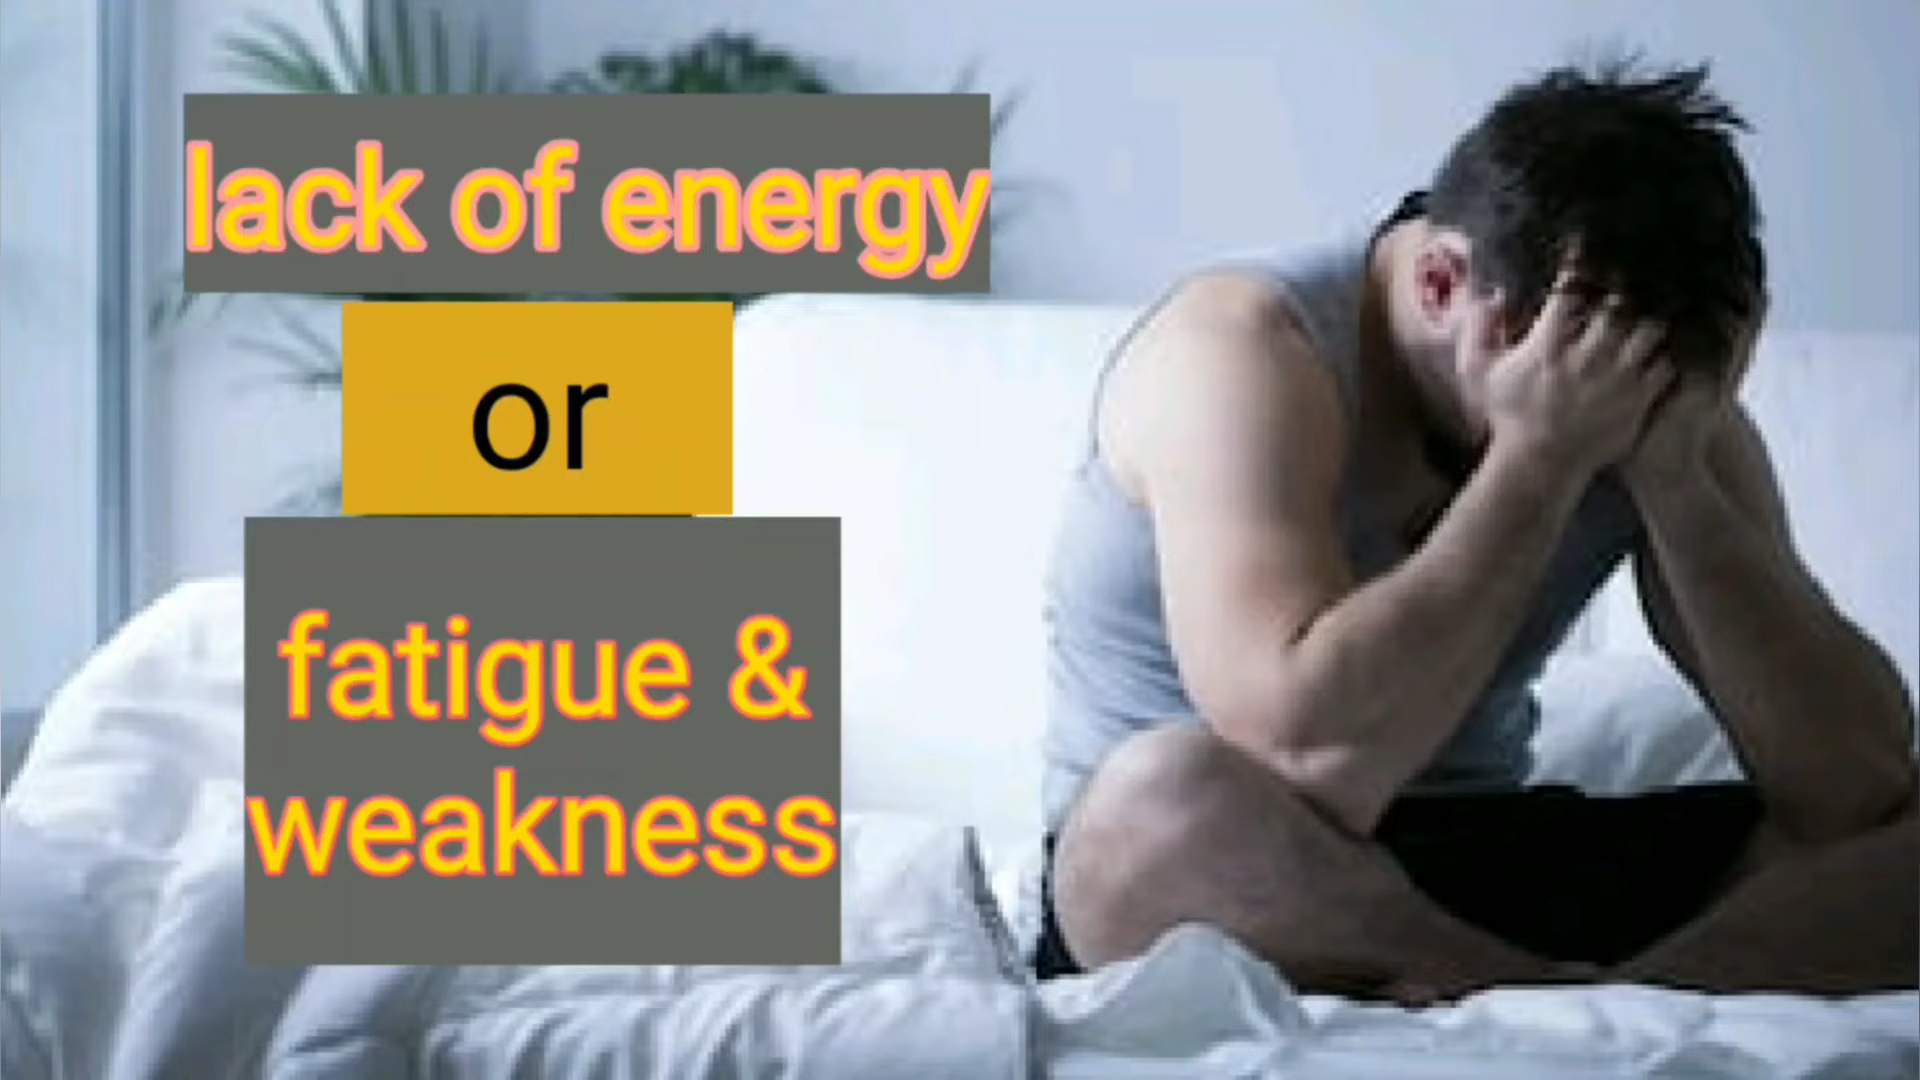 lack of energy
or
fatigue &
weakness